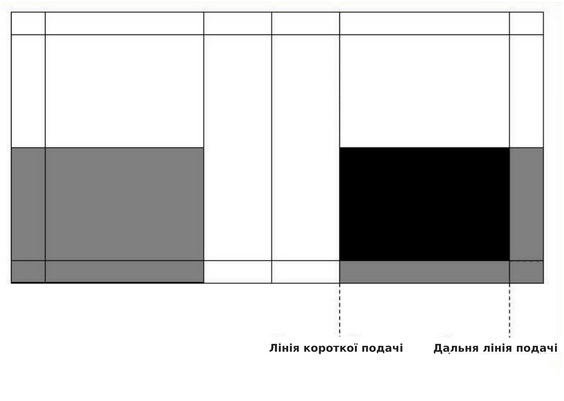 Лінія короткої подачі
Дальня лінія подачі